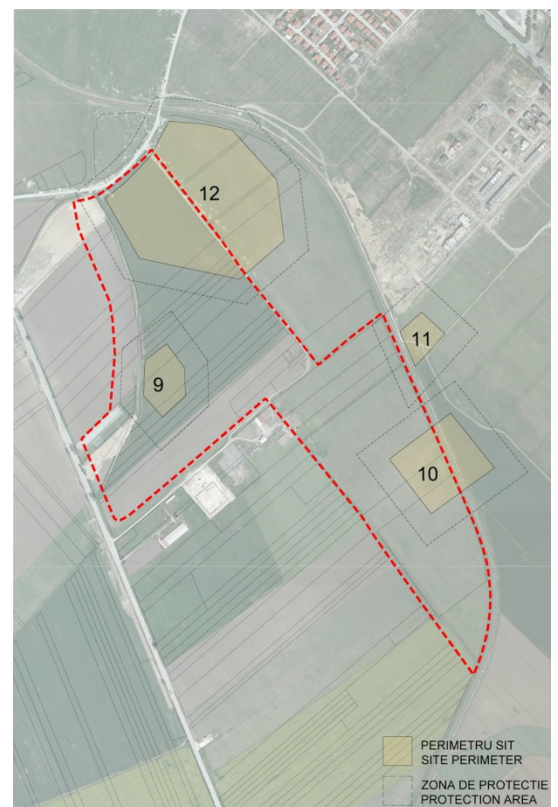 12
11
9
10
PERIMETRU SIT
SITE PERIMETER
ZONA DE PROTECTIE
PROTECTION AREA